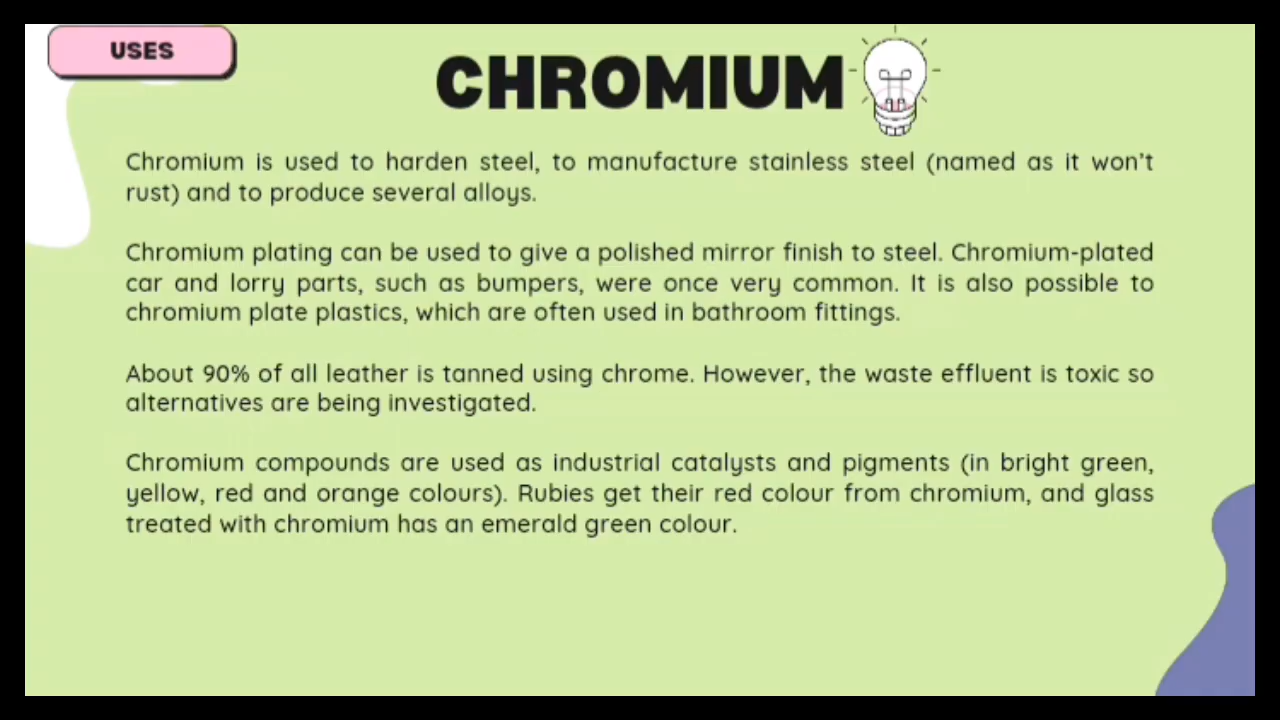 USES
CHROMIUM
Chromium is used to harden steel, to manufacture stainless steel (named as it won't
rust) and to produce several alloys.
Chromium plating can be used to give a polished mirror finish to steel. Chromium-plated
car and lorry parts, such as bumpers, were once very common. It is also possible to
chromium plate plastics, which are often used in bathroom fittings.
About 90% of all leather is tanned using chrome. However, the waste effluent is toxic so
alternatives are being investigated.
Chromium compounds are used as industrial catalysts and pigments (in bright green,
yellow, red and orange colours). Rubies get their red colour from chromium, and glass
treated with chromium has an emerald green colour.